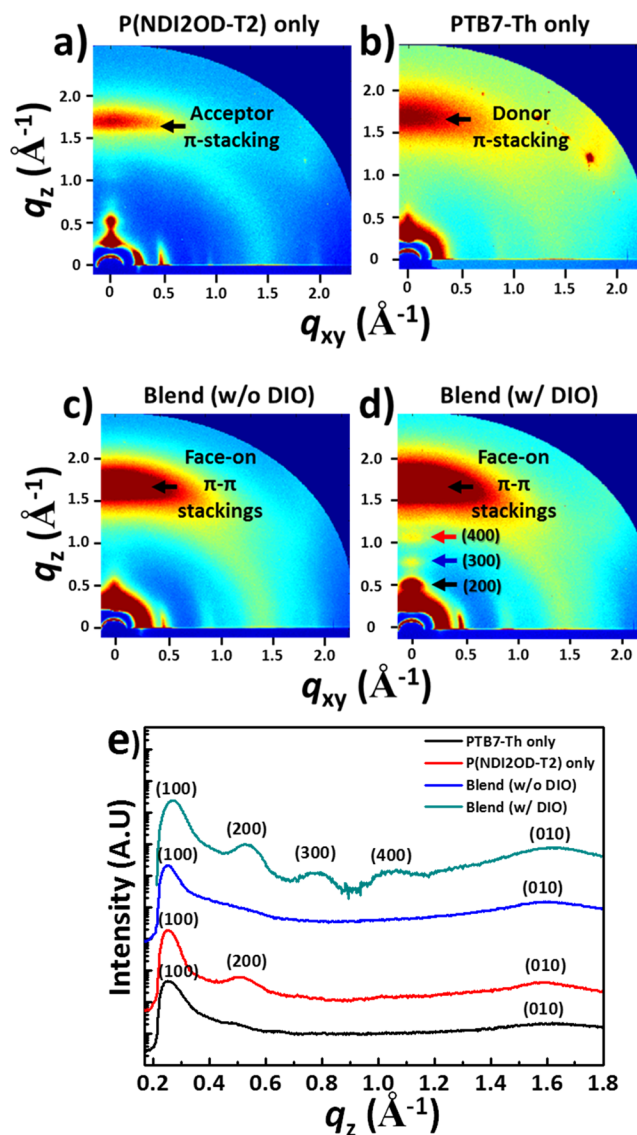 a)
P(NDI2OD-T2) only
b)
PTB7-Th only
2.0
1.5
1.0
0.5
0
qz (Å-1)
Acceptor
π-stacking
Donor
π-stacking
2.0
1.5
1.0
0.5
0
0
0.5
1.0
1.5
2.0
0
0.5
1.0
1.5
2.0
qxy (Å-1)
c)
Blend (w/o DIO)
d)
Blend (w/ DIO)
2.0
1.5
1.0
0.5
0
qz (Å-1)
Face-on
π-π
stackings
Face-on
π-π
stackings
(400)
(300)
(200)
2.0
1.5
1.0
0.5
0
0
0.5
1.0
1.5
2.0
0
0.5
1.0
1.5
2.0
qxy (Å-1)
e)
PTB7-Th only
P(NDI2OD-T2) only
Blend (w/o DIO)
Blend (w/ DIO)
Intensity (A.U)
(100)
(200)
(300)
(400)
(010)
(100)
(010)
(100)
(200)
(010)
(100)
(010)
0.2
0.4
0.6
0.8
1.0
1.2
1.4
1.6
1.8
qz (Å-1)